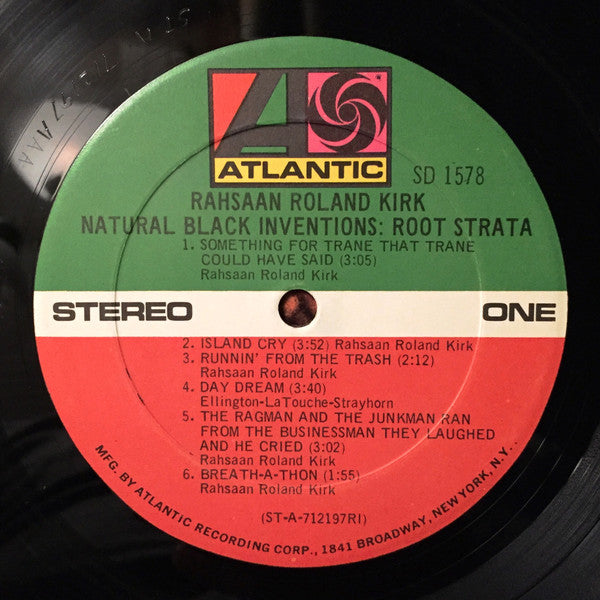 ATLANTIC
SD 1578
RAHSAAN ROLAND KIRK
NATURAL BLACK INVENTIONS: ROOT STRATA
1. SOMETHING FOR TRANE THAT TRANE
COULD HAVE SAID (3:05)
Rahsaan Roland Kirk
STEREO
ONE
2. ISLAND CRY (3:52) Rahsaan Roland Kirk
3. RUNNIN' FROM THE TRASH (2:12)
Rahsaan Roland Kirk
4. DAY DREAM (3:40)
Ellington-LaTouche-Strayhorn
5. THE RAGMAN AND THE JUNKMAN RAN
FROM THE BUSINESSMAN THEY LAUGHED
AND HE CRIED (3:02)
Rahsaan Roland Kirk
6. BREATH-A-THON (1:55)
Rahsaan Roland Kirk
(ST-A-712197RI)
MFG. BY ATLANTIC RECORDING CORP., 1841 BROADWAY, NEW YORK, N.Y.